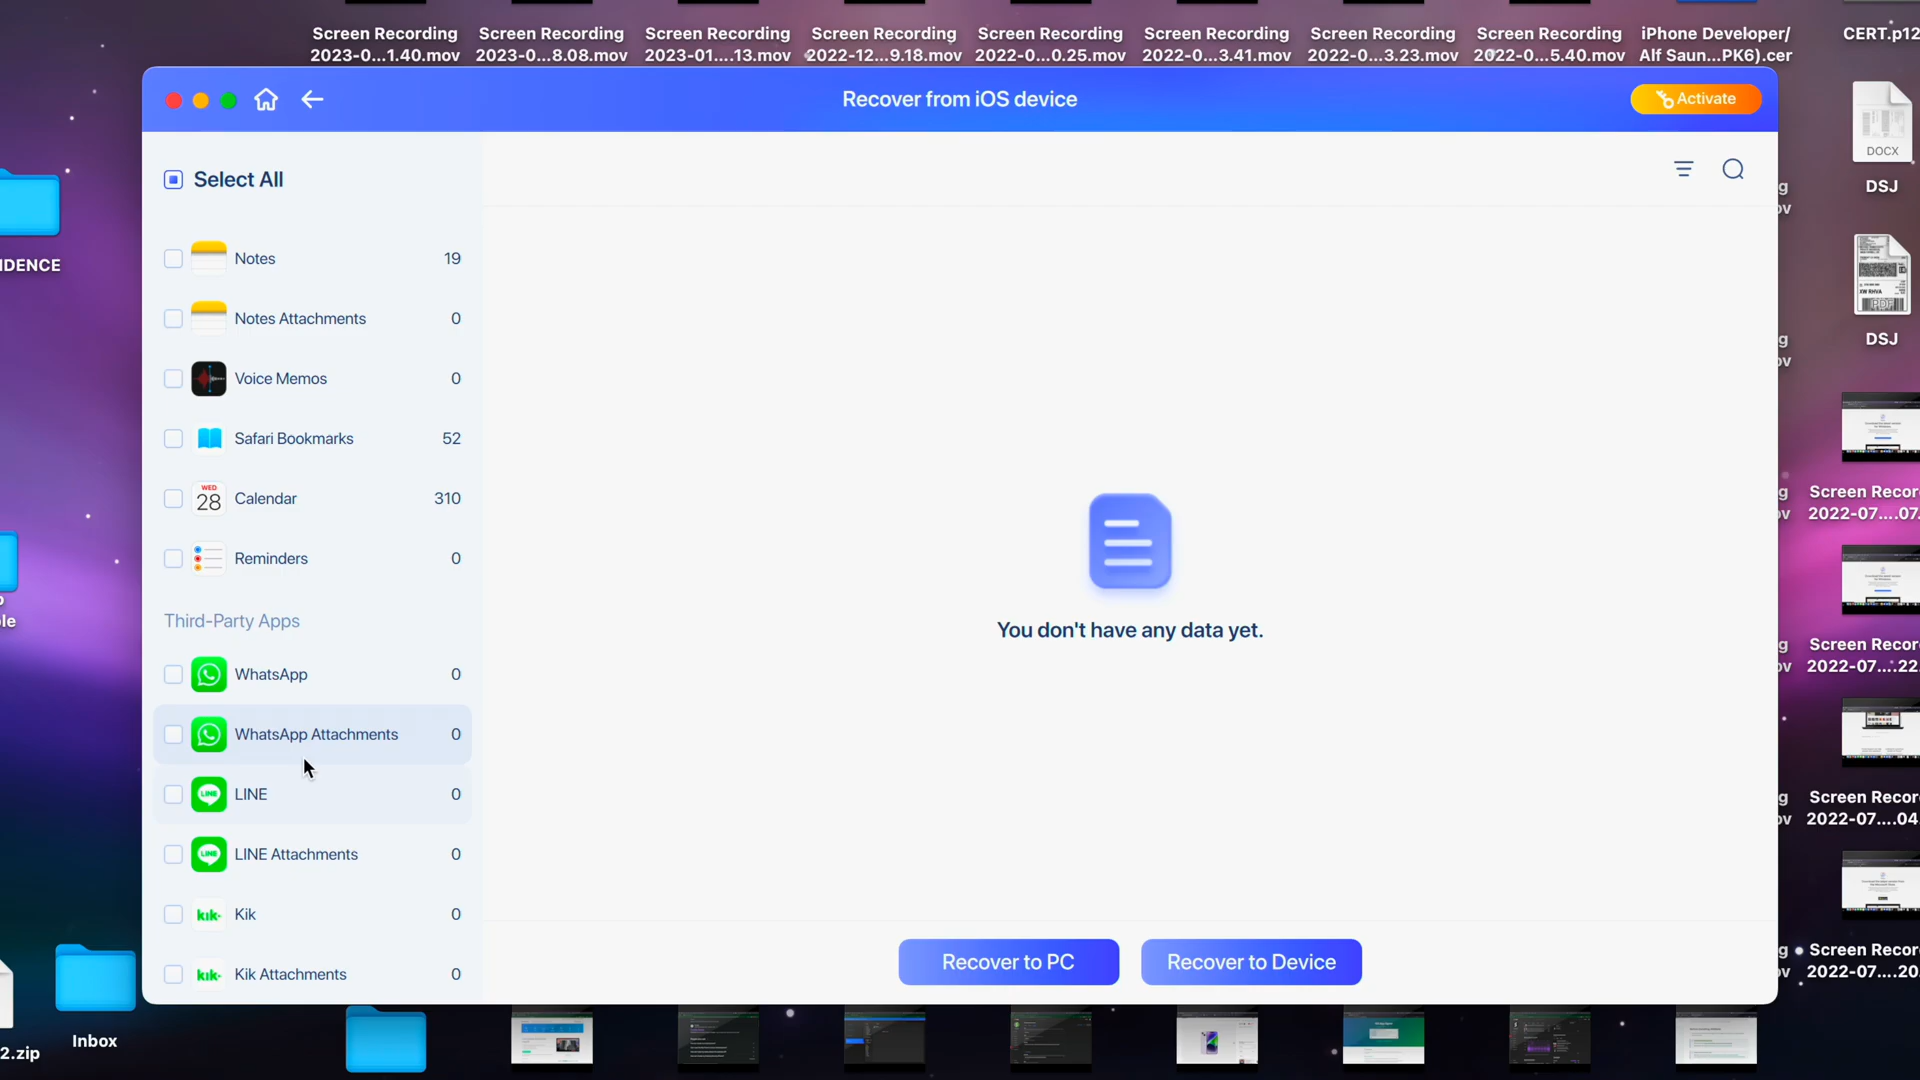 Screen Recording
2023-0...1.40.mov
Screen Recording
2023-0...8.08.mov
Screen Recording
2023-01....13.mov
Screen Recording
2022-12...9.18.mov
Screen Recording
2022-0...0.25.mov
Screen Recording
2022-0...3.41.mov
Screen Recording
2022-0...3.23.mov
Screen Recording
2022-0...5.40.mov
iPhone Developer/
Alf Saun...PK6).cer
CERT.p12
Recover from iOS device
Activate
Select All
Notes 19
Notes Attachments 0
Voice Memos 0
Safari Bookmarks 52
WED
28
Calendar 310
Reminders 0
Third-Party Apps
WhatsApp 0
WhatsApp Attachments 0
LINE
LINE 0
LINE
LINE Attachments 0
kik.
Kik 0
kik.
Kik Attachments 0
You don't have any data yet.
Recover to PC
Recover to Device
IDENCE
le
Inbox
2.zip
DOCX
DSJ
PDF
DSJ
Screen Recor
2022-07....07.
Screen Recor
2022-07....22.
Screen Recor
2022-07....04.
Screen Recor
2022-07....20.